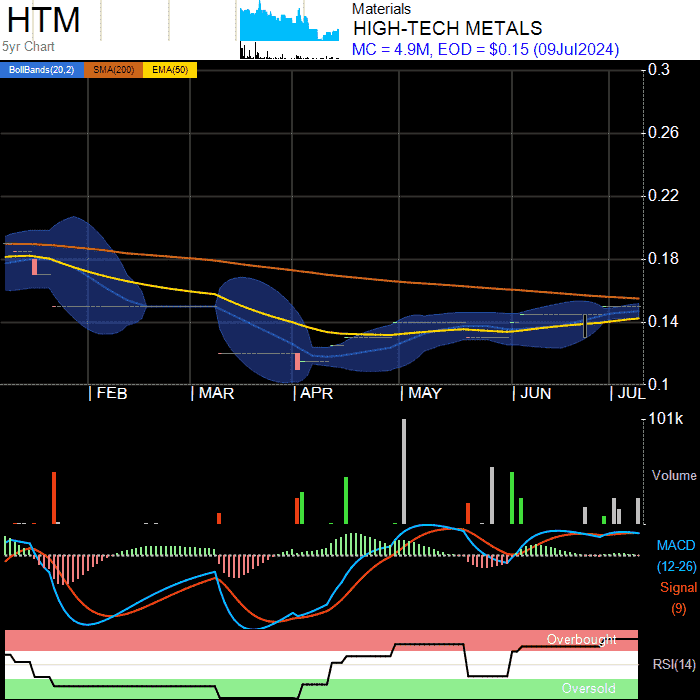 HTM
5yr Chart
Materials
HIGH-TECH METALS
MC = 4.9M, EOD = $0.15 (09Jul2024)
BollBands(20,2) SMA(200) EMA(50)
0.3
0.26
0.22
0.18
0.14
0.1
| FEB | MAR | APR | MAY | JUN | JUL
101k
Volume
MACD
(12-26)
Signal
(9)
Overbought
RSI(14)
Oversold